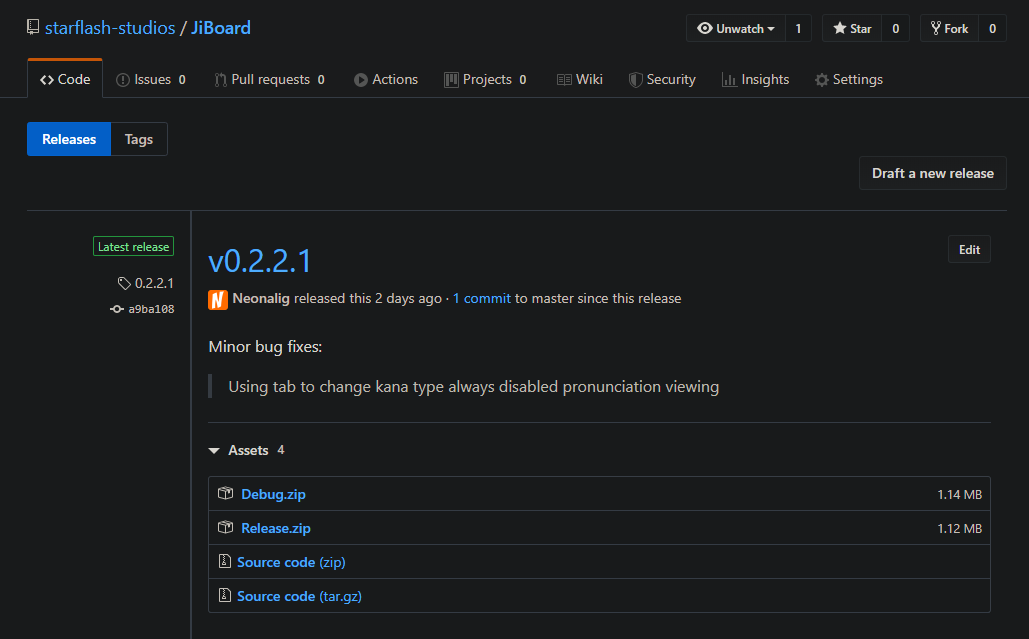 starflash-studios / JiBoard
Unwatch 1 Star 0 Fork 0
Code Issues 0 Pull requests 0 Actions Projects 0 Wiki Security Insights Settings
Releases Tags
Draft a new release
Latest release
0.2.2.1
a9ba108
v0.2.2.1
Edit
N Neonalig released this 2 days ago · 1 commit to master since this release
Minor bug fixes:
Using tab to change kana type always disabled pronunciation viewing
Assets 4
Debug.zip 1.14 MB
Release.zip 1.12 MB
Source code (zip)
Source code (tar.gz)